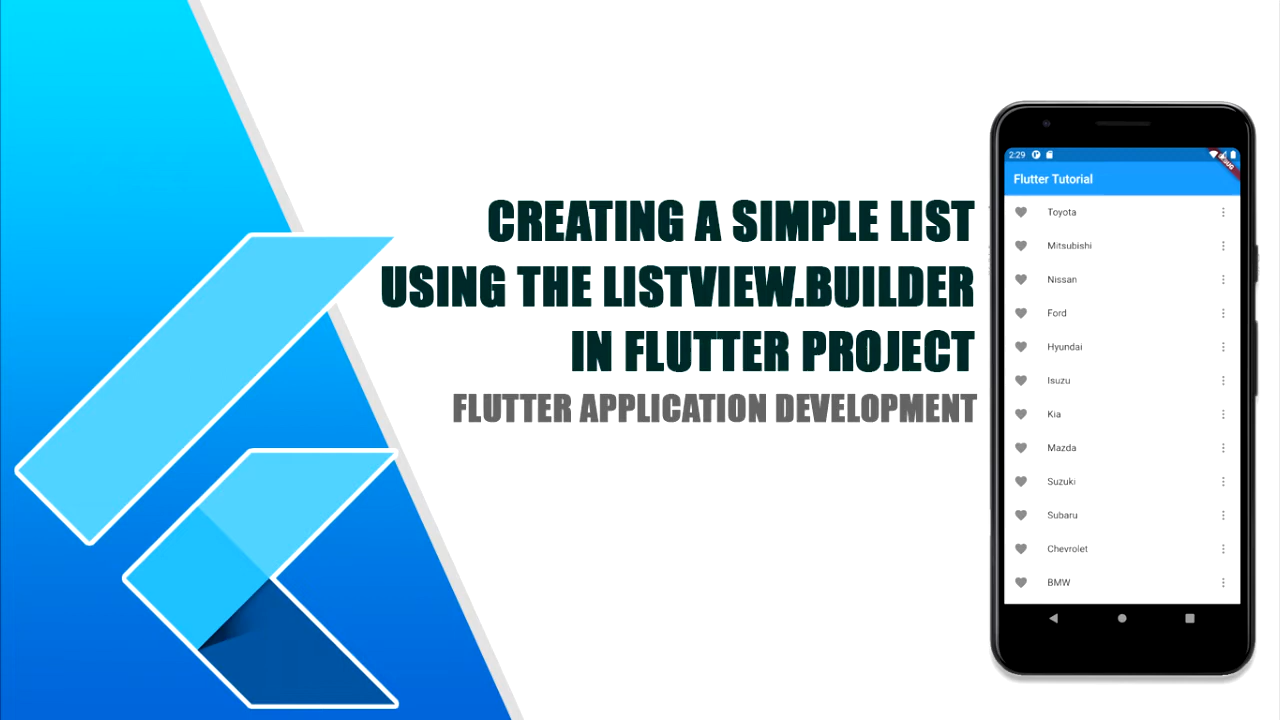 CREATING A SIMPLE LIST
USING THE LISTVIEW.BUILDER
IN FLUTTER PROJECT
FLUTTER APPLICATION DEVELOPMENT
2:29
DEBUG
Flutter Tutorial
Toyota
Mitsubishi
Nissan
Ford
Hyundai
Isuzu
Kia
Mazda
Suzuki
Subaru
Chevrolet
BMW